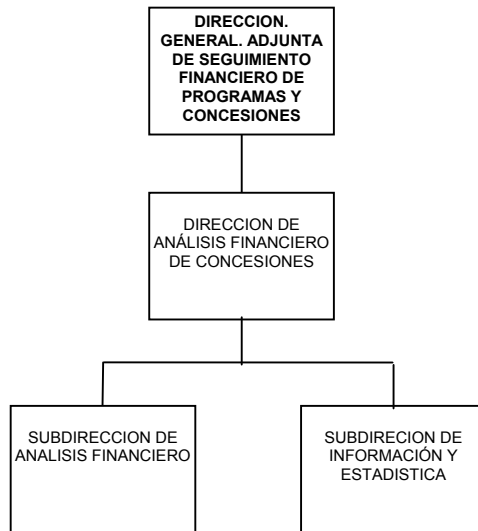 DIRECCION.
GENERAL. ADJUNTA
DE SEGUIMIENTO
FINANCIERO DE
PROGRAMAS Y
CONCESIONES
DIRECCION DE
ANÁLISIS FINANCIERO
DE CONCESIONES
SUBDIRECCION DE
ANALISIS FINANCIERO
SUBDIRECION DE
INFORMACIÓN Y
ESTADISTICA